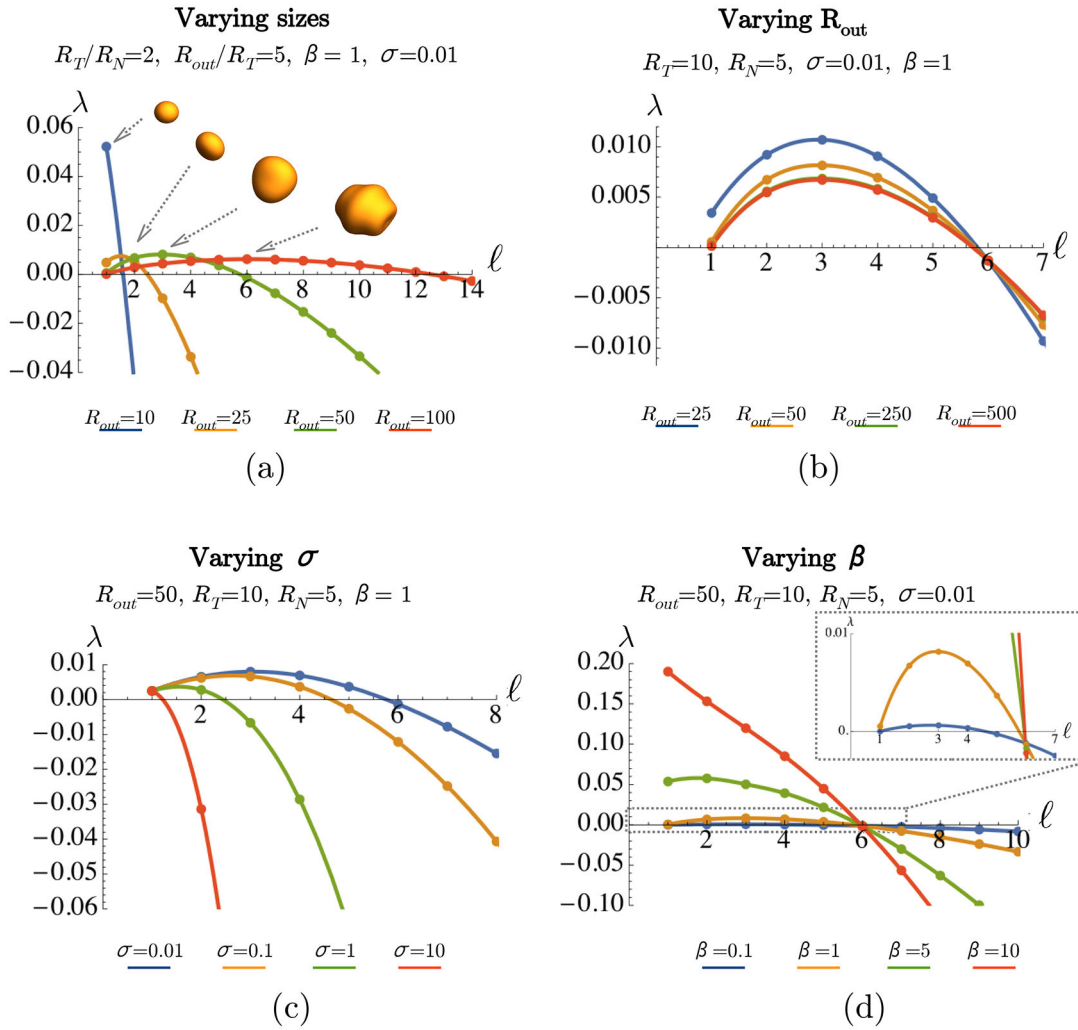 Varying sizes
R_T/R_N=2, R_out/R_T=5, β = 1, σ=0.01
λ
0.06
0.04
0.02
0.00
−0.02
−0.04
2 4 6 8 10 12 14
ℓ
R_out=10 R_out=25 R_out=50 R_out=100
(a)
Varying R_out
R_T=10, R_N=5, σ=0.01, β=1
λ
0.010
0.005
−0.005
−0.010
1 2 3 4 5 6 7
ℓ
R_out=25 R_out=50 R_out=250 R_out=500
(b)
Varying σ
R_out=50, R_T=10, R_N=5, β = 1
λ
0.01
0.00
−0.01
−0.02
−0.03
−0.04
−0.05
−0.06
2 4 6 8
ℓ
σ=0.01 σ=0.1 σ=1 σ=10
(c)
Varying β
R_out=50, R_T=10, R_N=5, σ=0.01
λ
0.20
0.15
0.10
0.05
0.00
−0.05
−0.10
2 4 6 8 10
ℓ
λ
0.01
0.
1 3 4 7
ℓ
β=0.1 β=1 β=5 β=10
(d)